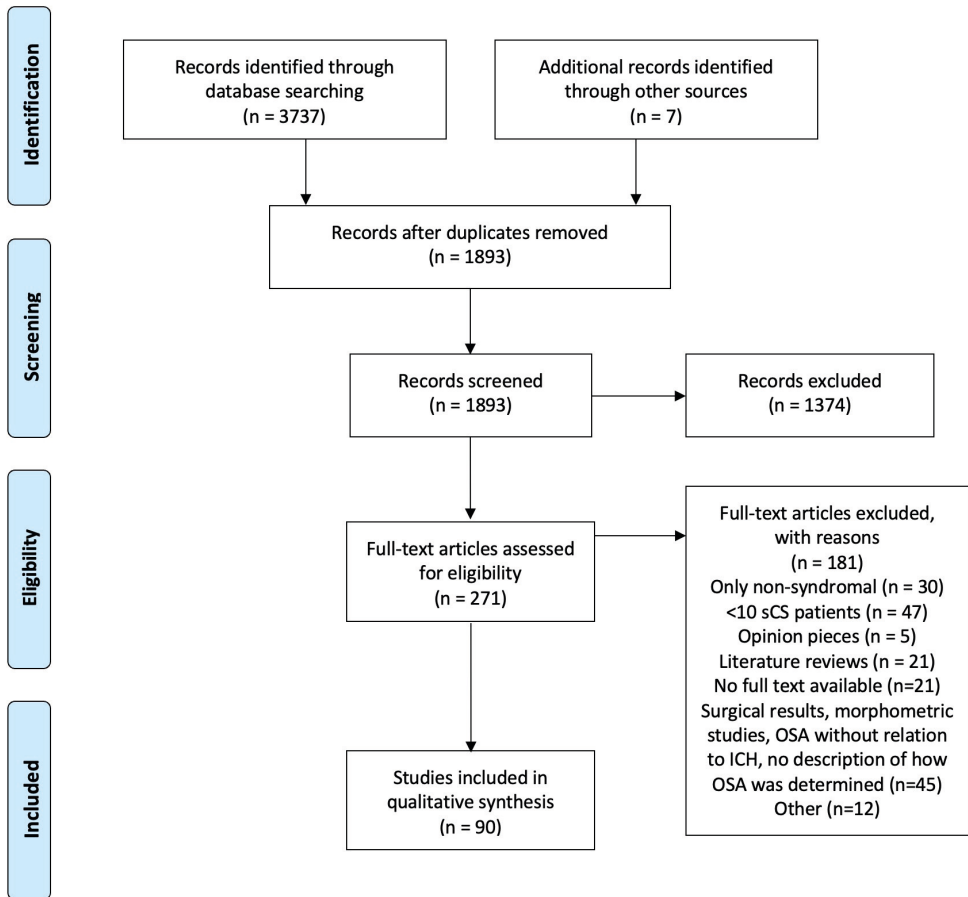 Identification
Records identified through
database searching
(n = 3737)
Additional records identified
through other sources
(n = 7)
Records after duplicates removed
(n = 1893)
Screening
Records screened
(n = 1893)
Records excluded
(n = 1374)
Eligibility
Full-text articles assessed
for eligibility
(n = 271)
Full-text articles excluded,
with reasons
(n = 181)
Only non-syndromal (n = 30)
<10 sCS patients (n = 47)
Opinion pieces (n = 5)
Literature reviews (n = 21)
No full text available (n=21)
Surgical results, morphometric
studies, OSA without relation
to ICH, no description of how
OSA was determined (n=45)
Other (n=12)
Included
Studies included in
qualitative synthesis
(n = 90)